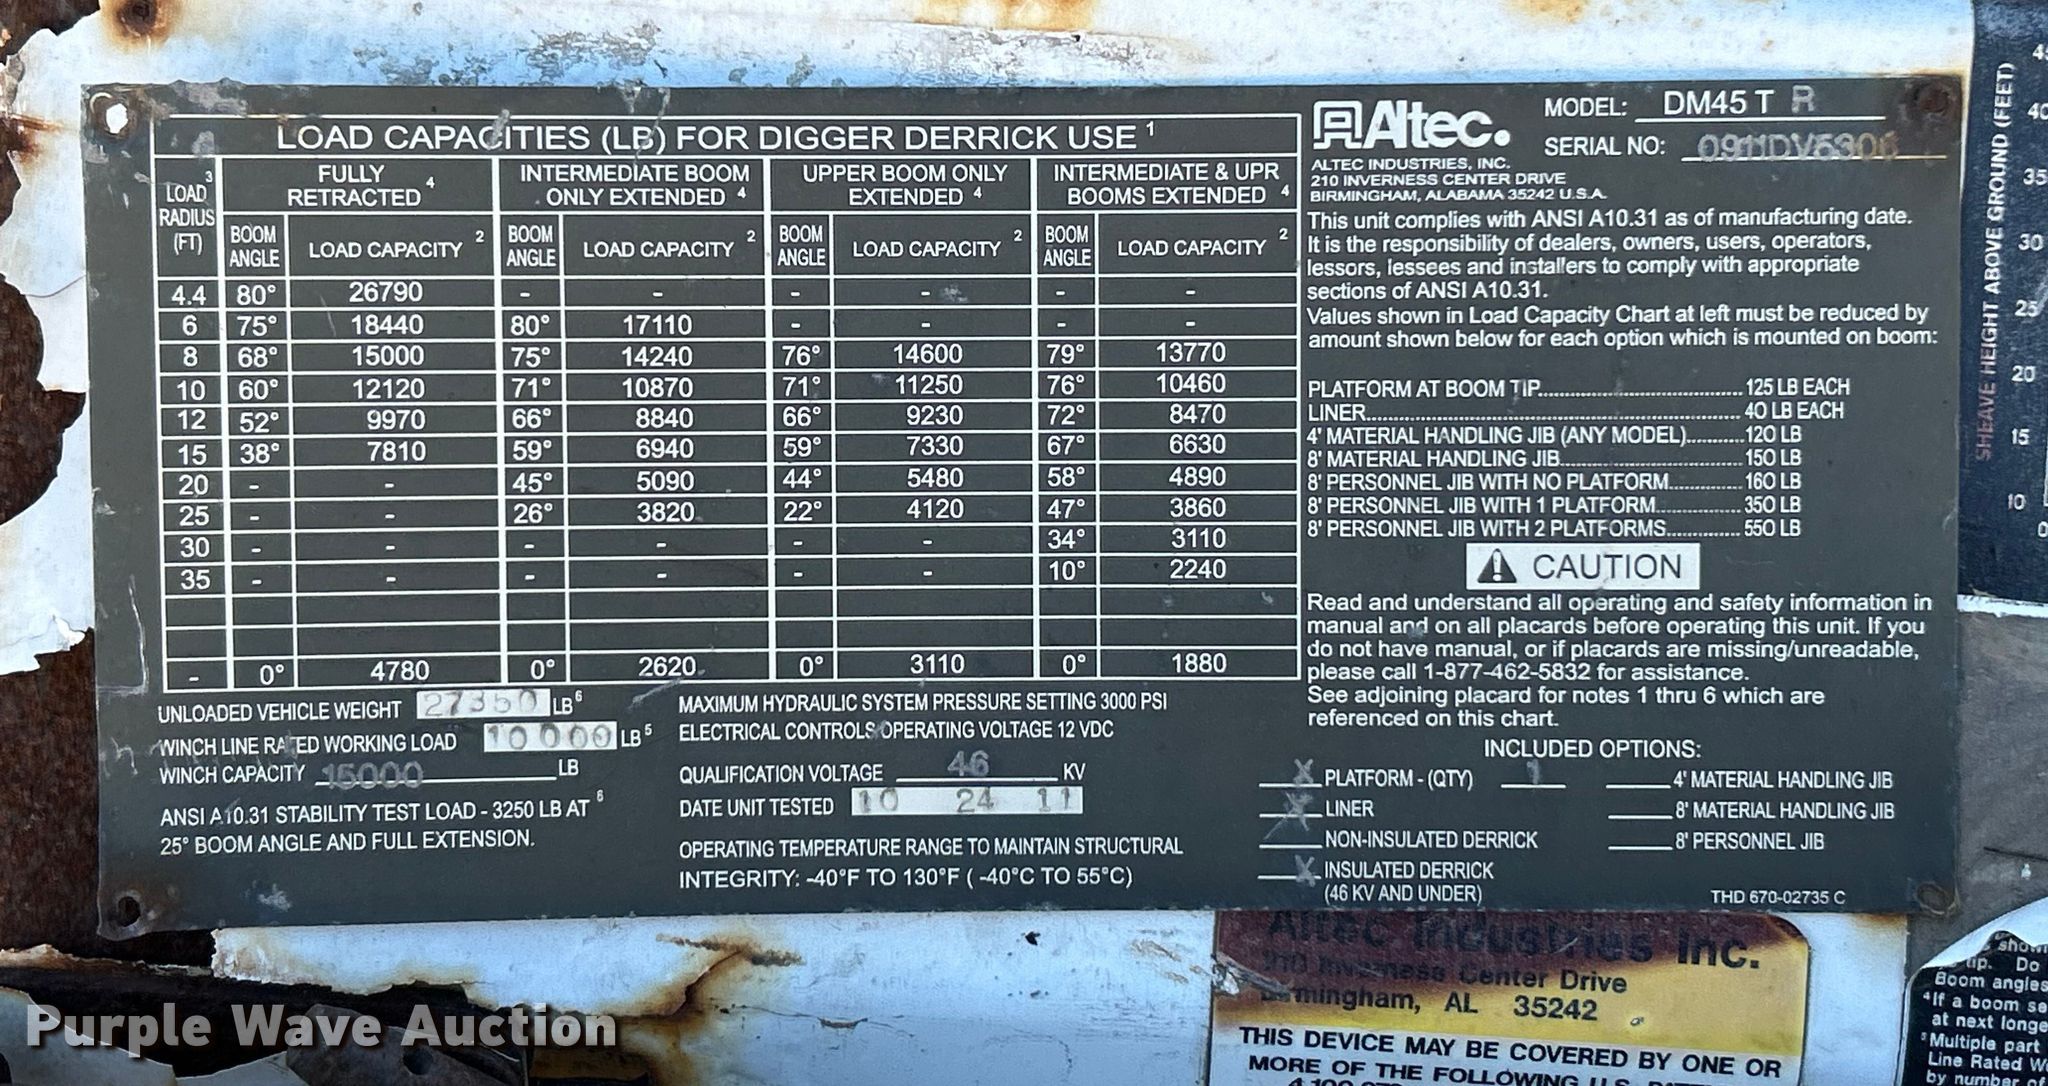 LOAD CAPACITIES (LB) FOR DIGGER DERRICK USE 1
LOAD 3 RADIUS (FT)
FULLY RETRACTED 4
INTERMEDIATE BOOM ONLY EXTENDED 4
UPPER BOOM ONLY EXTENDED 4
INTERMEDIATE & UPR BOOMS EXTENDED 4
BOOM ANGLE LOAD CAPACITY 2 BOOM ANGLE LOAD CAPACITY 2 BOOM ANGLE LOAD CAPACITY 2 BOOM ANGLE LOAD CAPACITY 2
4.4 80° 26790 - - - - - -
6 75° 18440 80° 17110 - - - -
8 68° 15000 75° 14240 76° 14600 79° 13770
10 60° 12120 71° 10870 71° 11250 76° 10460
12 52° 9970 66° 8840 66° 9230 72° 8470
15 38° 7810 59° 6940 59° 7330 67° 6630
20 - - 45° 5090 44° 5480 58° 4890
25 - - 26° 3820 22° 4120 47° 3860
30 - - - - - - 34° 3110
35 - - - - - - 10° 2240
- 0° 4780 0° 2620 0° 3110 0° 1880
UNLOADED VEHICLE WEIGHT 27350 LB 6
WINCH LINE RATED WORKING LOAD 10000 LB 5
WINCH CAPACITY 15000 LB
ANSI A10.31 STABILITY TEST LOAD - 3250 LB AT 6
25° BOOM ANGLE AND FULL EXTENSION.
MAXIMUM HYDRAULIC SYSTEM PRESSURE SETTING 3000 PSI
ELECTRICAL CONTROLS OPERATING VOLTAGE 12 VDC
QUALIFICATION VOLTAGE 46 KV
DATE UNIT TESTED 10 24 11
OPERATING TEMPERATURE RANGE TO MAINTAIN STRUCTURAL
INTEGRITY: -40°F TO 130°F ( -40°C TO 55°C)
Altec.
MODEL: DM45 T R
SERIAL NO:
ALTEC INDUSTRIES, INC.
210 INVERNESS CENTER DRIVE
BIRMINGHAM, ALABAMA 35242 U.S.A.
This unit complies with ANSI A10.31 as of manufacturing date.
It is the responsibility of dealers, owners, users, operators,
lessors, lessees and installers to comply with appropriate
sections of ANSI A10.31.
Values shown in Load Capacity Chart at left must be reduced by
amount shown below for each option which is mounted on boom:
PLATFORM AT BOOM TIP....................................125 LB EACH
LINER....................................40 LB EACH
4' MATERIAL HANDLING JIB (ANY MODEL)...........120 LB
8' MATERIAL HANDLING JIB....................................150 LB
8' PERSONNEL JIB WITH NO PLATFORM..............160 LB
8' PERSONNEL JIB WITH 1 PLATFORM.................350 LB
8' PERSONNEL JIB WITH 2 PLATFORMS..............550 LB
CAUTION
Read and understand all operating and safety information in
manual and on all placards before operating this unit. If you
do not have manual, or if placards are missing/unreadable,
please call 1-877-462-5832 for assistance.
See adjoining placard for notes 1 thru 6 which are
referenced on this chart.
INCLUDED OPTIONS:
X PLATFORM - (QTY) 1
4' MATERIAL HANDLING JIB
X LINER
8' MATERIAL HANDLING JIB
NON-INSULATED DERRICK
8' PERSONNEL JIB
X INSULATED DERRICK
(46 KV AND UNDER)
THD 670-02735 C
SHEAVE HEIGHT ABOVE GROUND (FEET)
40
35
30
25
20
15
10
Altec Industries Inc.
Center Drive
Birmingham, AL 35242
THIS DEVICE MAY BE COVERED BY ONE OR
MORE OF THE FOLLOWING U.S.
tip. Do
Boom angles
4 If a boom
at next
5 Multiple part
Line Rated
by number of
Purple Wave Auction